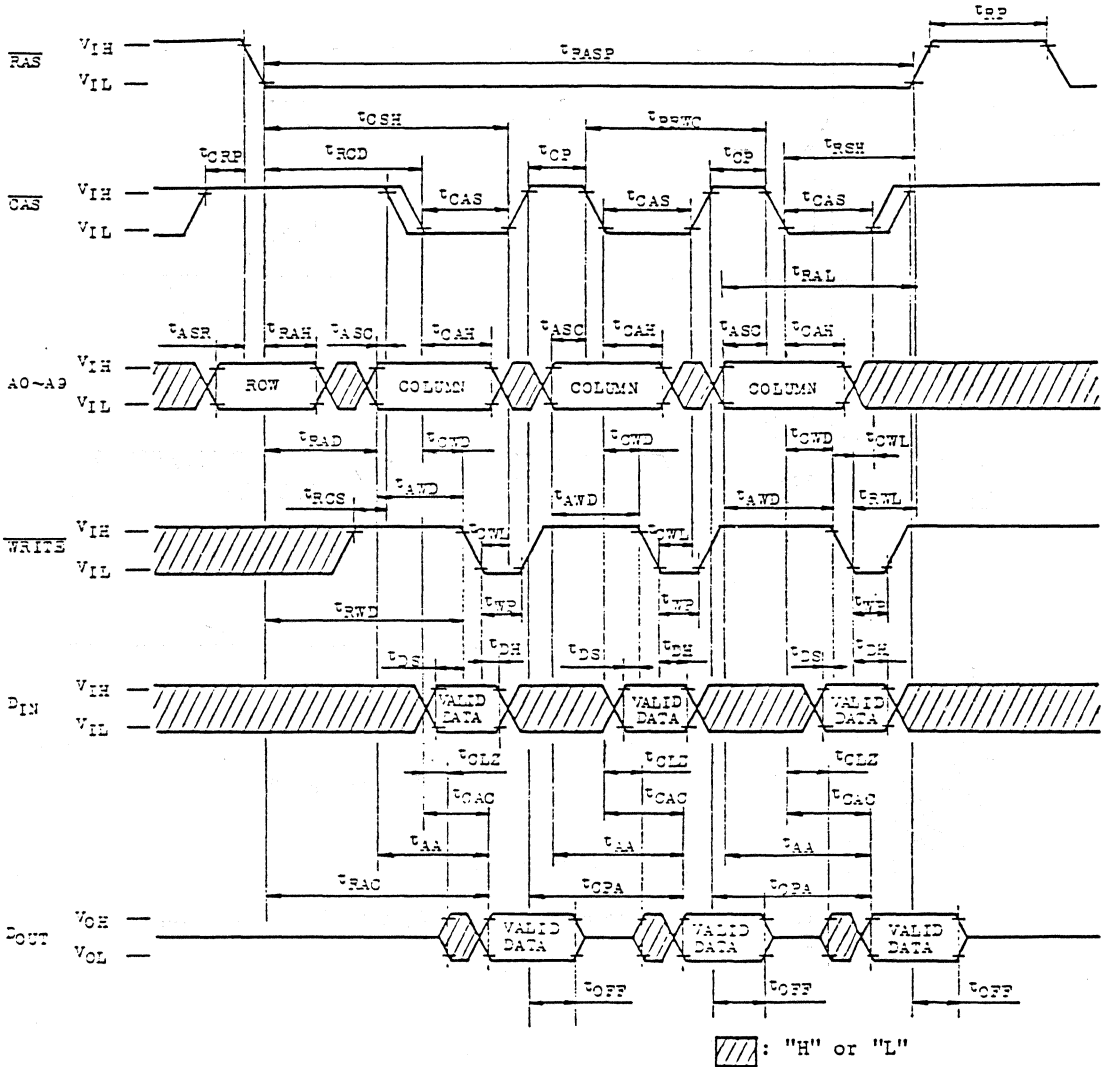 tRP
RAS VIH
tRASP
VIL
tCSH tPRWC
tCRP tRCD tCP tCP tRSH
CAS VIH
tCAS tCAS tCAS
VIL
tRAL
tASR tRAH tASC tCAH tASC tCAH tASC tCAH
A0~A9 VIH
ROW COLUMN COLUMN COLUMN
VIL
tRAD tCWD tCWD tCWD tCWL
tRCS tAWD tAWD tAWD tRWL
WRITE VIH
tCWL tCWL
VIL
tWP tWP tWP
tRWD
tDS tDH tDS tDH tDS tDH
DIN VIH
VALID DATA VALID DATA VALID DATA
VIL
tCLZ tCLZ tCLZ
tCAC tCAC tCAC
tAA tAA tAA
tRAC tCPA tCPA
DOUT VOH
VALID DATA VALID DATA VALID DATA
VOL
tOFF tOFF tOFF
: "H" or "L"